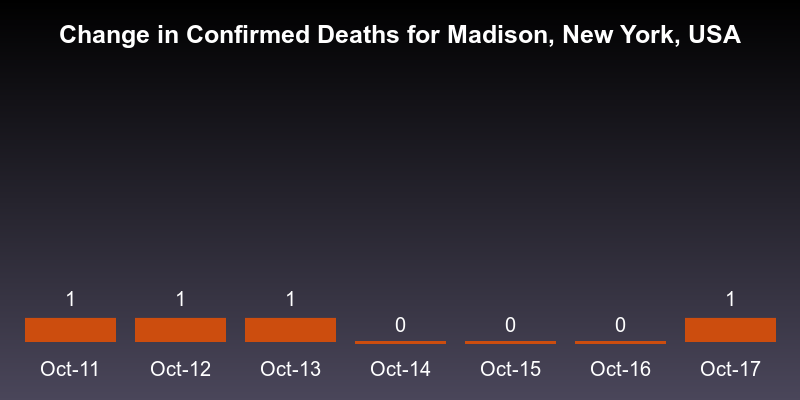 Change in Confirmed Deaths for Madison, New York, USA
1 1 1 0 0 0 1
Oct-11 Oct-12 Oct-13 Oct-14 Oct-15 Oct-16 Oct-17